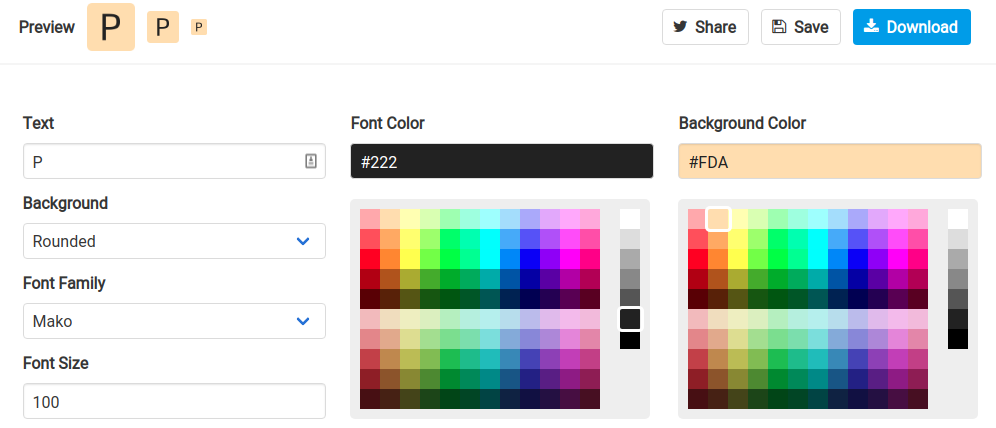 Preview P P P Share Save Download
Text Font Color Background Color
P #222 #FDA
Background
Rounded
Font Family
Mako
Font Size
100